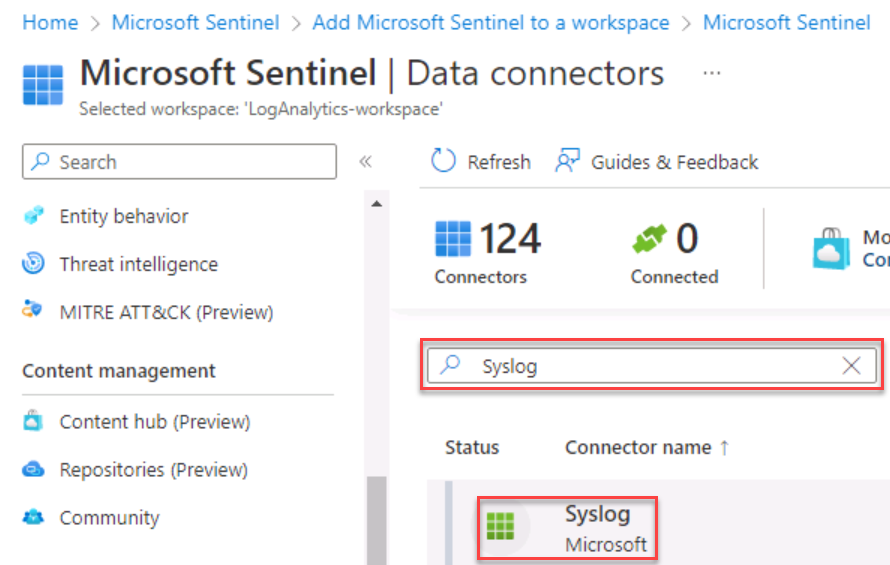 Home > Microsoft Sentinel > Add Microsoft Sentinel to a workspace > Microsoft Sentinel
Microsoft Sentinel | Data connectors ...
Selected workspace: 'LogAnalytics-workspace'
Search «
Refresh Guides & Feedback
Entity behavior
Threat intelligence
MITRE ATT&CK (Preview)
Content management
Content hub (Preview)
Repositories (Preview)
Community
124
Connectors
0
Connected
Mo
Co
Syslog
Status Connector name ↑
Syslog
Microsoft